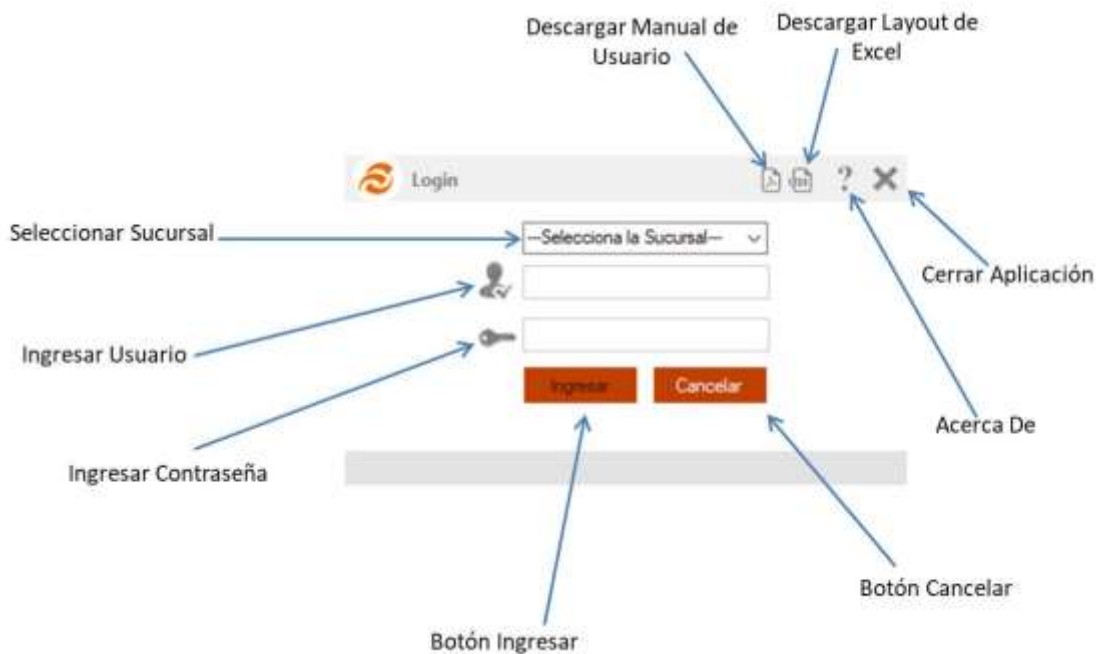 Descargar Manual de
Usuario
Descargar Layout de
Excel
Login
?
Seleccionar Sucursal
---Selecciona la Sucursal---
Cerrar Aplicación
Ingresar Usuario
Ingresar
Cancelar
Acerca De
Ingresar Contraseña
Botón Cancelar
Botón Ingresar